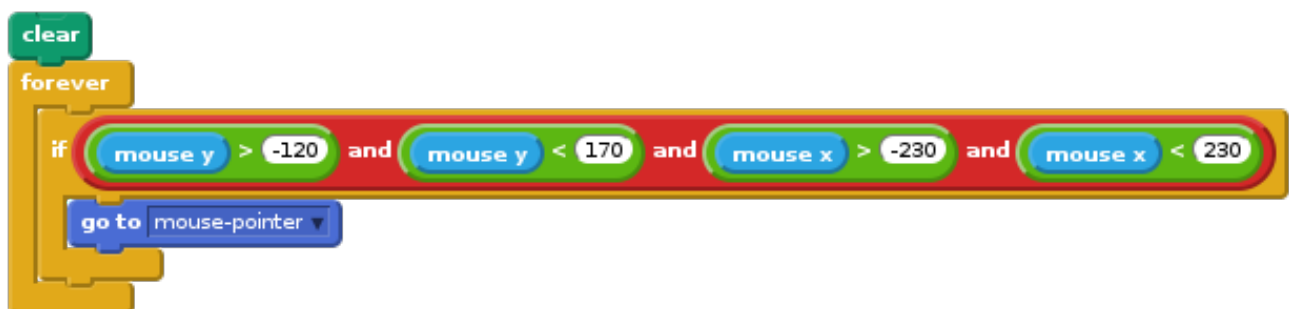 clear
forever
if mouse y > -120 and mouse y < 170 and mouse x > -230 and mouse x < 230
go to mouse-pointer